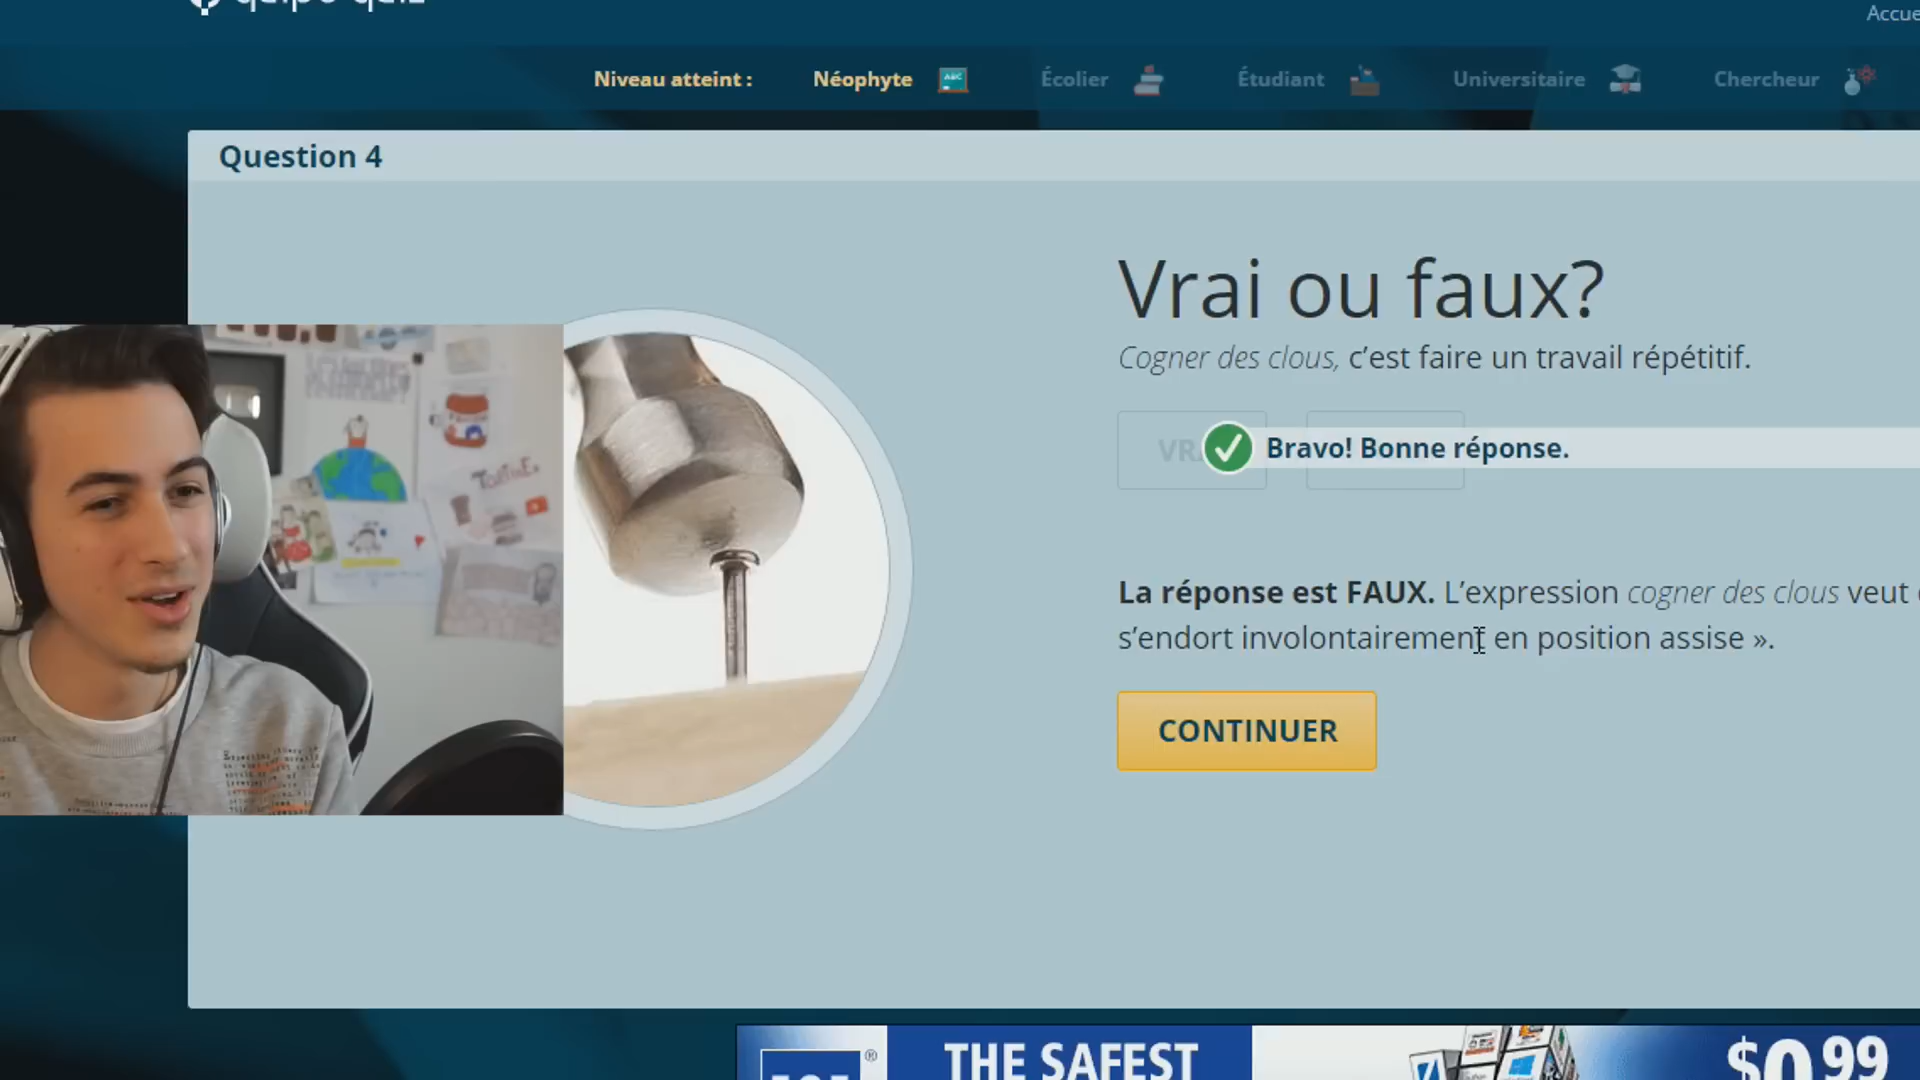 Accue
Niveau atteint : Néophyte Écolier Étudiant Universitaire Chercheur
Question 4
Vrai ou faux?
Cogner des clous, c'est faire un travail répétitif.
Bravo! Bonne réponse.
La réponse est FAUX. L'expression cogner des clous veut
s'endort involontairement en position assise ».
CONTINUER
THE SAFEST
$0.99